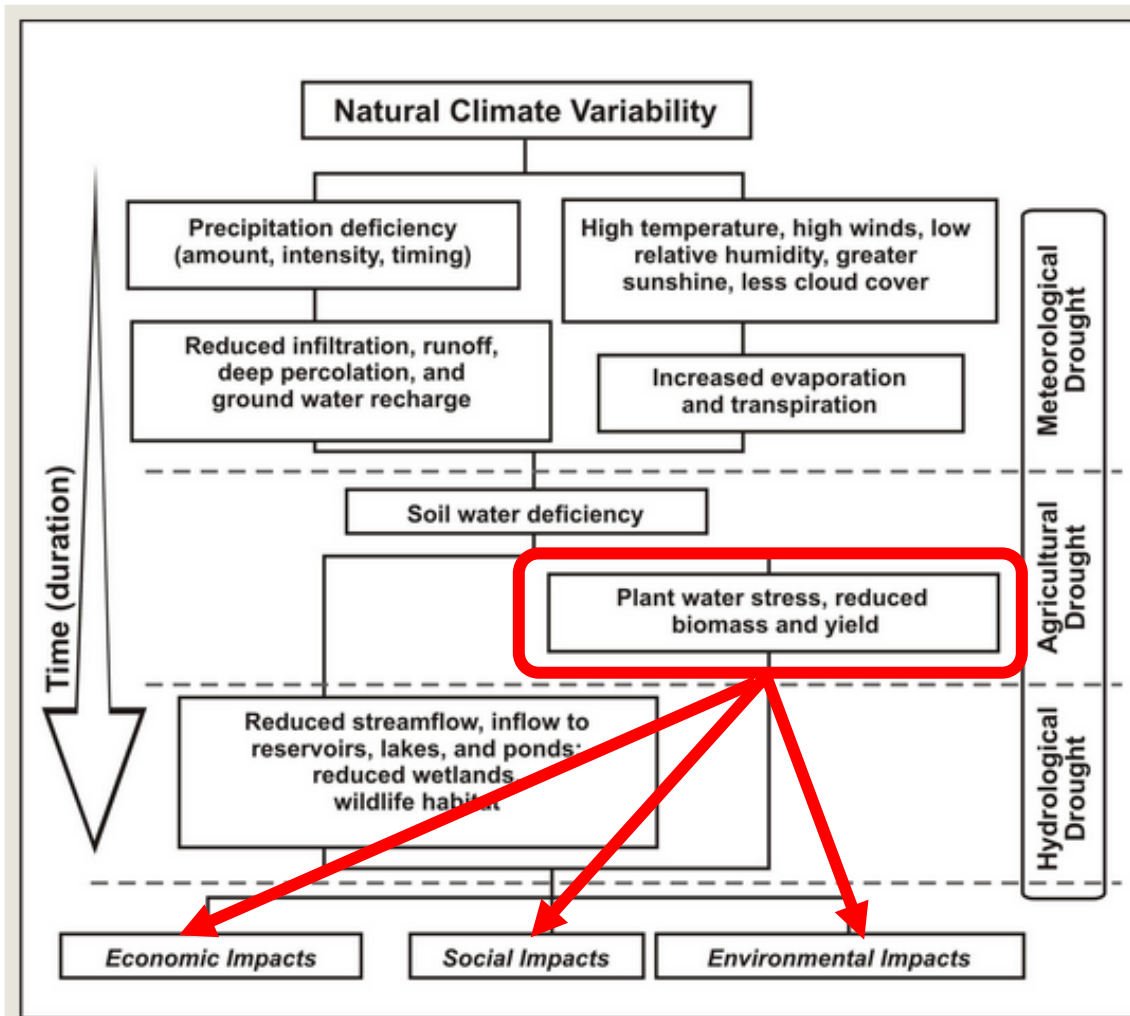 Natural Climate Variability
Precipitation deficiency
(amount, intensity, timing)
High temperature, high winds, low
relative humidity, greater
sunshine, less cloud cover
Reduced infiltration, runoff,
deep percolation, and
ground water recharge
Increased evaporation
and transpiration
Meteorological
Drought
Time (duration)
Soil water deficiency
Plant water stress, reduced
biomass and yield
Agricultural
Drought
Reduced streamflow, inflow to
reservoirs, lakes, and ponds;
reduced wetlands,
wildlife habitat
Hydrological
Drought
Economic Impacts
Social Impacts
Environmental Impacts